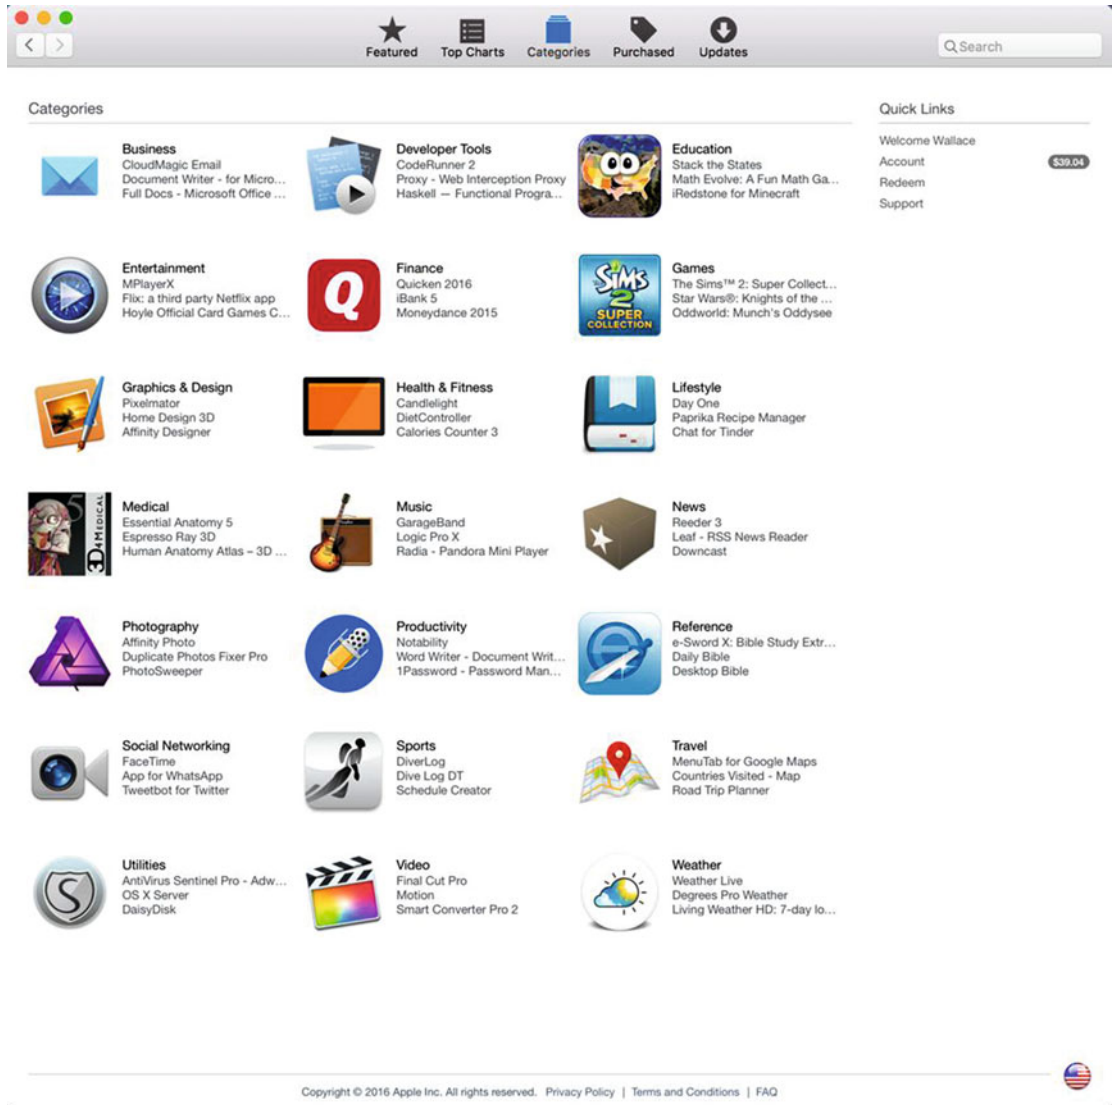 Featured
Top Charts
Categories
Purchased
Updates
Search
Categories
Business
CloudMagic Email
Document Writer - for Micro...
Full Docs - Microsoft Office ...
Developer Tools
CodeRunner 2
Proxy - Web Interception Proxy
Haskell — Functional Progra...
Education
Stack the States
Math Evolve: A Fun Math Ga...
iRedstone for Minecraft
Entertainment
MPlayerX
Flix: a third party Netflix app
Hoyle Official Card Games C...
Q
Finance
Quicken 2016
iBank 5
Moneydance 2015
SiMS
2
SUPER
COLLECTION
Games
The Sims™ 2: Super Collect...
Star Wars®: Knights of the ...
Oddworld: Munch's Oddysee
Graphics & Design
Pixelmator
Home Design 3D
Affinity Designer
Health & Fitness
Candlelight
DietController
Calories Counter 3
Lifestyle
Day One
Paprika Recipe Manager
Chat for Tinder
5
3D4MEDICAL
Medical
Essential Anatomy 5
Espresso Ray 3D
Human Anatomy Atlas – 3D ...
Music
GarageBand
Logic Pro X
Radia - Pandora Mini Player
News
Reeder 3
Leaf - RSS News Reader
Downcast
Photography
Affinity Photo
Duplicate Photos Fixer Pro
PhotoSweeper
Productivity
Notability
Word Writer - Document Writ...
1Password - Password Man...
e
Reference
e-Sword X: Bible Study Extr...
Daily Bible
Desktop Bible
Social Networking
FaceTime
App for WhatsApp
Tweetbot for Twitter
Sports
DiverLog
Dive Log DT
Schedule Creator
Travel
MenuTab for Google Maps
Countries Visited - Map
Road Trip Planner
S
Utilities
AntiVirus Sentinel Pro - Adw...
OS X Server
DaisyDisk
Video
Final Cut Pro
Motion
Smart Converter Pro 2
Weather
Weather Live
Degrees Pro Weather
Living Weather HD: 7-day lo...
Quick Links
Welcome Wallace
Account $39.04
Redeem
Support
Copyright © 2016 Apple Inc. All rights reserved. Privacy Policy | Terms and Conditions | FAQ